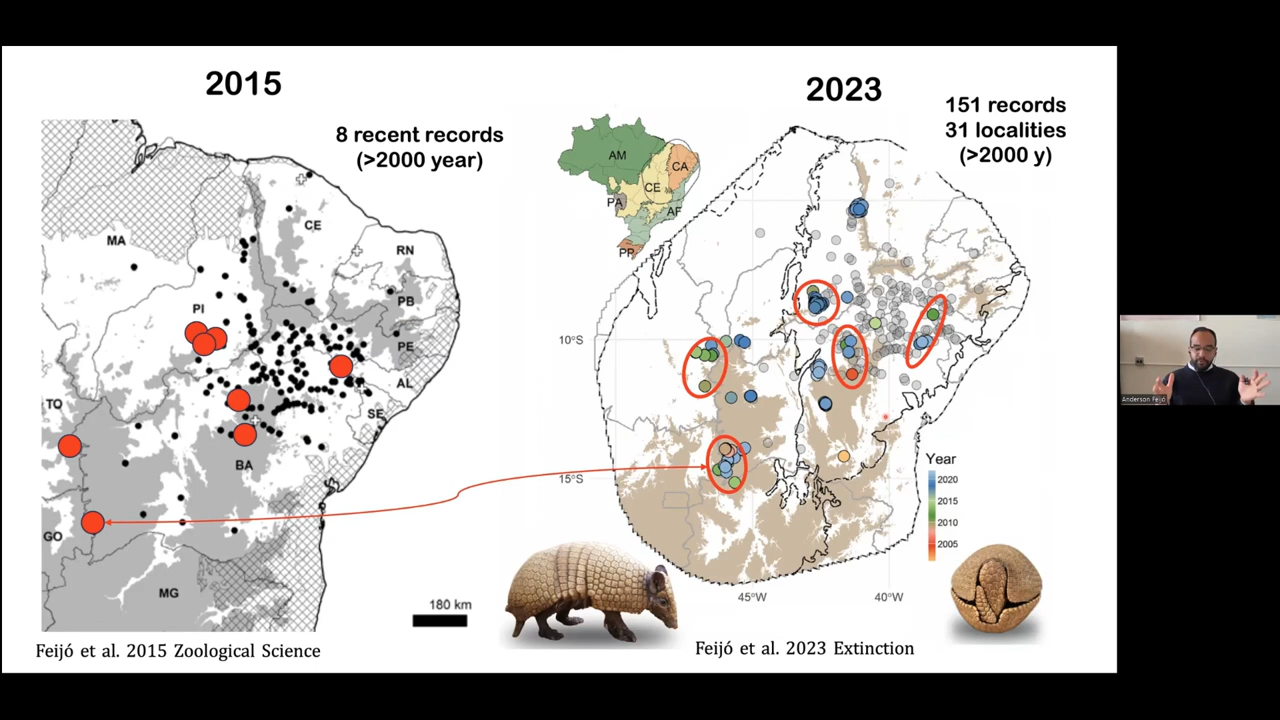 2015
8 recent records
(>2000 year)
CE
MA
RN
PI
PB
PE
AL
TO
SE
BA
GO
MG
180 km
Feijó et al. 2015 Zoological Science
2023
151 records
31 localities
(>2000 y)
AM
CA
CE
PA
AF
PP
10°S
15°S
Year
2020
2015
2010
2005
45°W
40°W
Feijó et al. 2023 Extinction
Anderson Feijó